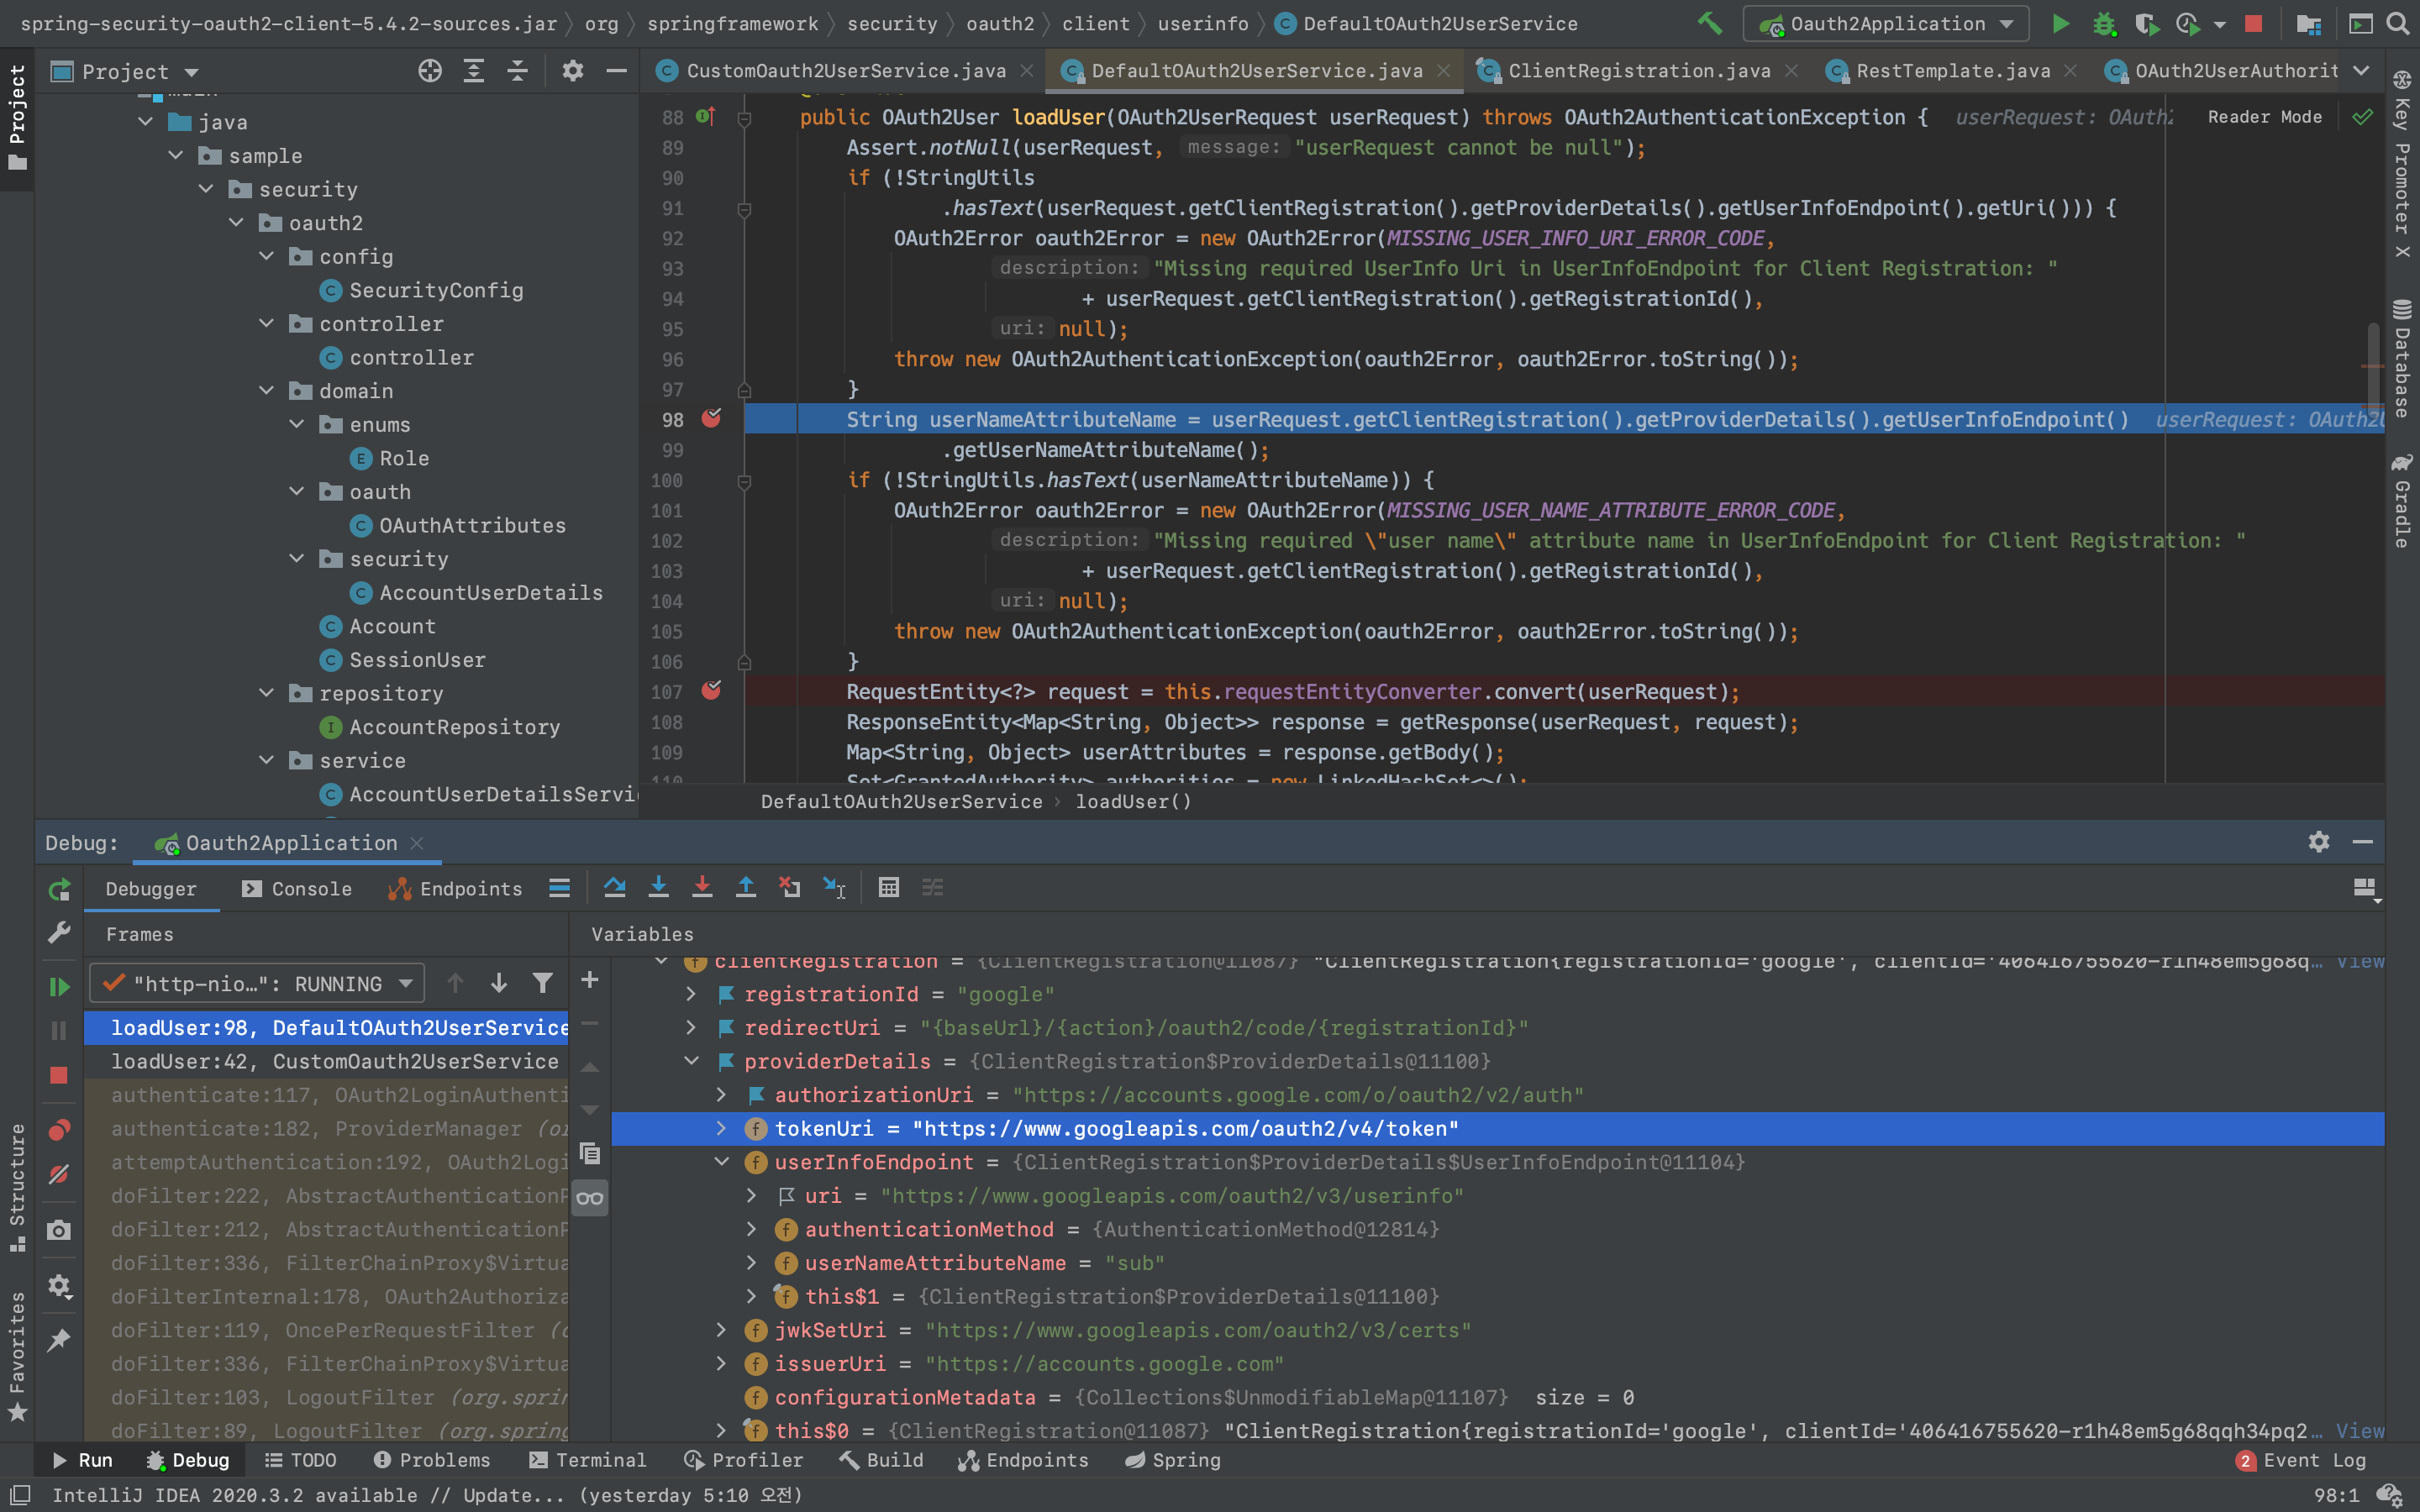 spring-security-oauth2-client-5.4.2-sources.jar org springframework security oauth2 client userinfo DefaultOAuth2UserService
Oauth2Application
Project
CustomOauth2UserService.java DefaultOAuth2UserService.java ClientRegistration.java RestTemplate.java OAuth2UserAuthorit
java
sample
security
oauth2
config
SecurityConfig
controller
controller
domain
enums
Role
oauth
OAuthAttributes
security
AccountUserDetails
Account
SessionUser
repository
AccountRepository
service
AccountUserDetailsServi
88 public OAuth2User loadUser(OAuth2UserRequest userRequest) throws OAuth2AuthenticationException { userRequest: OAuth2
Reader Mode
89 Assert.notNull(userRequest, message: "userRequest cannot be null");
90 if (!StringUtils
91 .hasText(userRequest.getClientRegistration().getProviderDetails().getUserInfoEndpoint().getUri())) {
92 OAuth2Error oauth2Error = new OAuth2Error(MISSING_USER_INFO_URI_ERROR_CODE,
93 description: "Missing required UserInfo Uri in UserInfoEndpoint for Client Registration: "
94 + userRequest.getClientRegistration().getRegistrationId(),
95 uri: null);
96 throw new OAuth2AuthenticationException(oauth2Error, oauth2Error.toString());
97 }
98 String userNameAttributeName = userRequest.getClientRegistration().getProviderDetails().getUserInfoEndpoint() userRequest: OAuth2U
99 .getUserNameAttributeName();
100 if (!StringUtils.hasText(userNameAttributeName)) {
101 OAuth2Error oauth2Error = new OAuth2Error(MISSING_USER_NAME_ATTRIBUTE_ERROR_CODE,
102 description: "Missing required \"user name\" attribute name in UserInfoEndpoint for Client Registration: "
103 + userRequest.getClientRegistration().getRegistrationId(),
104 uri: null);
105 throw new OAuth2AuthenticationException(oauth2Error, oauth2Error.toString());
106 }
107 RequestEntity<?> request = this.requestEntityConverter.convert(userRequest);
108 ResponseEntity<Map<String, Object>> response = getResponse(userRequest, request);
109 Map<String, Object> userAttributes = response.getBody();
110 Set<GrantedAuthority> authorities = new LinkedHashSet<>();
DefaultOAuth2UserService › loadUser()
Key Promoter X
Database
Gradle
Project
Structure
Favorites
Debug: Oauth2Application
Debugger Console Endpoints
Frames
Variables
"http-nio…": RUNNING
loadUser:98, DefaultOAuth2UserService
loadUser:42, CustomOauth2UserService
authenticate:117, OAuth2LoginAuthenti
authenticate:182, ProviderManager (o
attemptAuthentication:192, OAuth2Logi
doFilter:222, AbstractAuthenticationP
doFilter:212, AbstractAuthenticationP
doFilter:336, FilterChainProxy$Virtua
doFilterInternal:178, OAuth2Authoriza
doFilter:119, OncePerRequestFilter (o
doFilter:336, FilterChainProxy$Virtua
doFilter:103, LogoutFilter (org.sprin
doFilter:89, LogoutFilter (org.spring
clientRegistration = {ClientRegistration@11087} "ClientRegistration{registrationId='google', clientId='406416755620-r1h48em5g68q… View
registrationId = "google"
redirectUri = "{baseUrl}/{action}/oauth2/code/{registrationId}"
providerDetails = {ClientRegistration$ProviderDetails@11100}
authorizationUri = "https://accounts.google.com/o/oauth2/v2/auth"
tokenUri = "https://www.googleapis.com/oauth2/v4/token"
userInfoEndpoint = {ClientRegistration$ProviderDetails$UserInfoEndpoint@11104}
uri = "https://www.googleapis.com/oauth2/v3/userinfo"
authenticationMethod = {AuthenticationMethod@12814}
userNameAttributeName = "sub"
this$1 = {ClientRegistration$ProviderDetails@11100}
jwkSetUri = "https://www.googleapis.com/oauth2/v3/certs"
issuerUri = "https://accounts.google.com"
configurationMetadata = {Collections$UnmodifiableMap@11107} size = 0
this$0 = {ClientRegistration@11087} "ClientRegistration{registrationId='google', clientId='406416755620-r1h48em5g68qqh34pq2… View
Run Debug TODO Problems Terminal Profiler Build Endpoints Spring 2 Event Log
IntelliJ IDEA 2020.3.2 available // Update... (yesterday 5:10 오전) 98:1